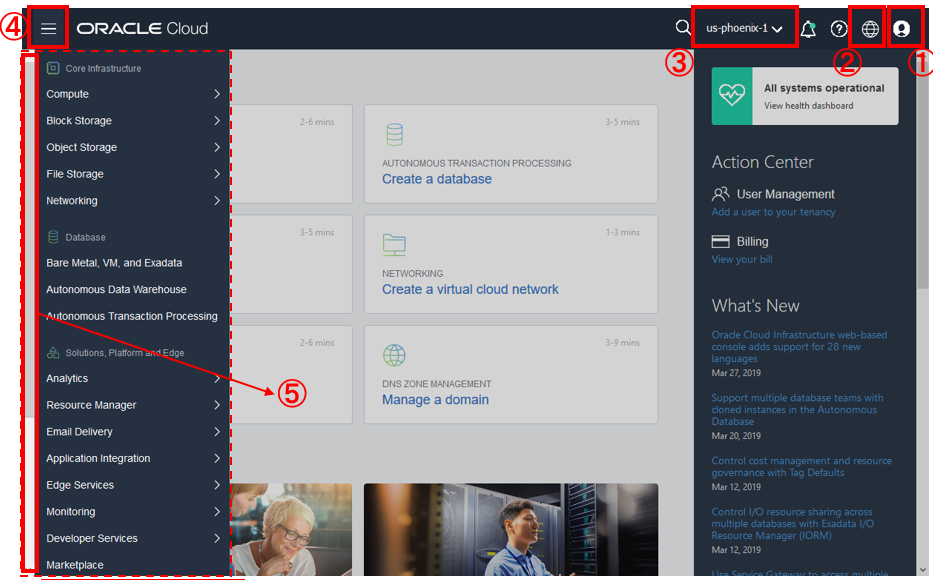 ④
ORACLE Cloud
us-phoenix-1
③
②
①
Core Infrastructure
Compute
Block Storage
Object Storage
File Storage
Networking
Database
Bare Metal, VM, and Exadata
Autonomous Data Warehouse
Autonomous Transaction Processing
Solutions, Platform and Edge
Analytics
Resource Manager
Email Delivery
Application Integration
Edge Services
Monitoring
Developer Services
Marketplace
⑤
2-6 mins
3-5 mins
2-6 mins
3-5 mins
AUTONOMOUS TRANSACTION PROCESSING
Create a database
1-3 mins
NETWORKING
Create a virtual cloud network
3-9 mins
DNS ZONE MANAGEMENT
Manage a domain
All systems operational
View health dashboard
Action Center
User Management
Add a user to your tenancy
Billing
View your bill
What's New
Oracle Cloud Infrastructure web-based
console adds support for 28 new
languages
Mar 27, 2019
Support multiple database teams with
cloned instances in the Autonomous
Database
Mar 20, 2019
Control cost management and resource
governance with Tag Defaults
Mar 12, 2019
Control I/O resource sharing across
multiple databases with Exadata I/O
Resource Manager (IORM)
Mar 12, 2019
Use Service Gateway to access multiple